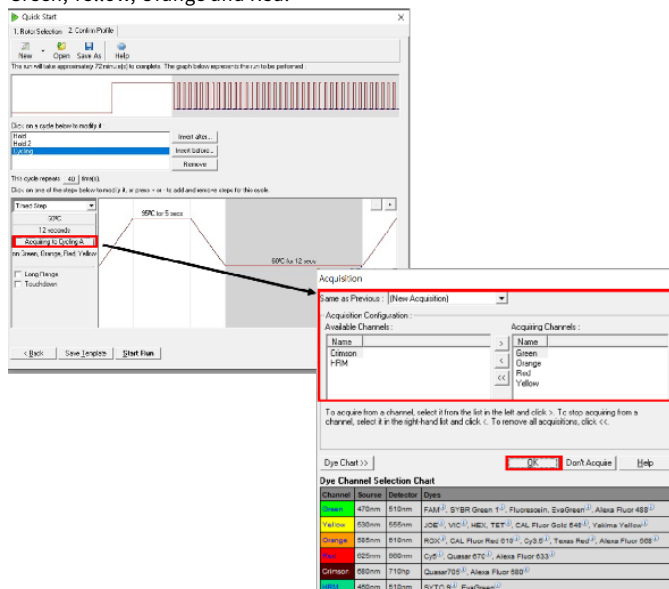 Green, Yellow, Orange and Red.
Quick Start
1. Rotor Selection 2. Confirm Profile
New Open Save As Help
The run will take approximately 72 minute(s) to complete. The graph below represents the run to be performed :
Click on a cycle below to modify it :
Hold
Hold 2
Cycling
Insert after...
Insert before...
Remove
This cycle repeats 40 time(s).
Click on one of the steps below to modify it, or press + or - to add and remove steps for this cycle.
Timed Step
60ºC
12 seconds
Acquiring to Cycling A
on Green, Orange, Red, Yellow
Long Range
Touchdown
95ºC for 5 secs
60ºC for 12 secs
< Back Save Template Start Run
Acquisition
Same as Previous : (New Acquisition)
Acquisition Configuration :
Available Channels :
Name
Crimson
HRM
>
<
<<
Acquiring Channels :
Name
Green
Orange
Red
Yellow
To acquire from a channel, select it from the list in the left and click >. To stop acquiring from a
channel, select it in the right-hand list and click <. To remove all acquisitions, click <<.
Dye Chart >> OK Don't Acquire Help
Dye Channel Selection Chart
Channel Source Detector Dyes
Green 470nm 510nm FAM, SYBR Green 1, Fluorescein, EvaGreen, Alexa Fluor 488
Yellow 530nm 555nm JOE, VIC, HEX, TET, CAL Fluor Gold 540, Yakima Yellow
Orange 585nm 610nm ROX, CAL Fluor Red 610, Cy3.5, Texas Red, Alexa Fluor 568
Red 625nm 660nm Cy5, Quasar 670, Alexa Fluor 633
Crimson 680nm 710hp Quasar705, Alexa Fluor 680
HRM 460nm 510nm SYTO 9, EvaGreen